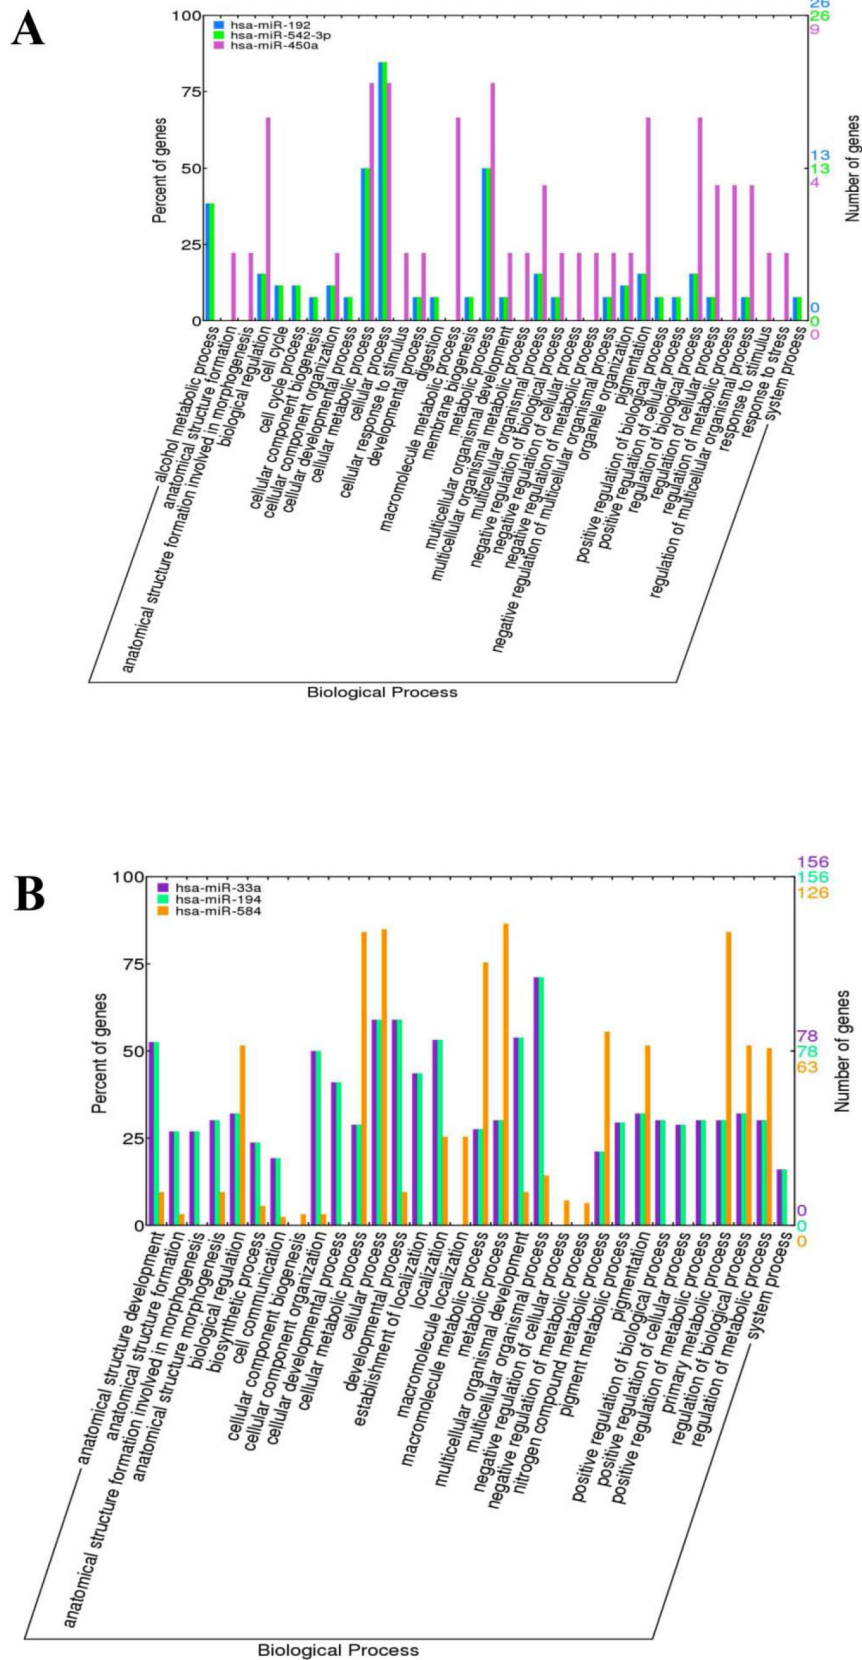 A
hsa-miR-192
hsa-miR-542-3p
hsa-miR-450a
100
75
50
25
0
Percent of genes
26
26
9
13
13
4
0
0
0
Number of genes
alcohol metabolic process
anatomical structure formation
anatomical structure formation involved in morphogenesis
biological regulation
cell cycle
cell cycle process
cellular component biogenesis
cellular component organization
cellular developmental process
cellular metabolic process
cellular process
cellular response to stimulus
developmental process
digestion
macromolecule metabolic process
membrane biogenesis
metabolic process
multicellular organismal development
multicellular organismal metabolic process
multicellular organismal process
negative regulation of biological process
negative regulation of cellular process
negative regulation of metabolic process
negative regulation of multicellular organismal process
organelle organization
pigmentation
positive regulation of biological process
positive regulation of cellular process
regulation of biological process
regulation of cellular process
regulation of metabolic process
regulation of multicellular organismal process
response to stimulus
response to stress
system process
Biological Process
B
hsa-miR-33a
hsa-miR-194
hsa-miR-584
100
75
50
25
0
Percent of genes
156
156
126
78
78
63
0
0
0
Number of genes
anatomical structure development
anatomical structure formation
anatomical structure formation involved in morphogenesis
anatomical structure morphogenesis
biological regulation
biosynthetic process
cell communication
cellular component biogenesis
cellular component organization
cellular developmental process
cellular metabolic process
cellular process
developmental process
establishment of localization
localization
macromolecule localization
macromolecule metabolic process
metabolic process
multicellular organismal development
multicellular organismal process
negative regulation of cellular process
negative regulation of metabolic process
nitrogen compound metabolic process
pigment metabolic process
pigmentation
positive regulation of biological process
positive regulation of cellular process
positive regulation of metabolic process
primary metabolic process
regulation of biological process
regulation of metabolic process
system process
Biological Process